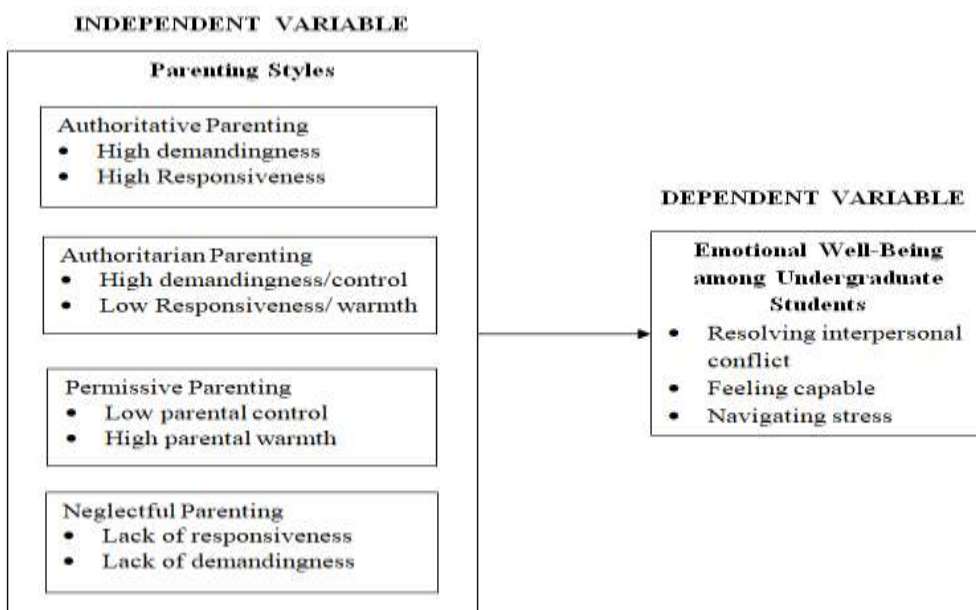 INDEPENDENT VARIABLE
Parenting Styles
Authoritative Parenting
• High demandingness
• High Responsiveness
Authoritarian Parenting
• High demandingness/control
• Low Responsiveness/ warmth
Permissive Parenting
• Low parental control
• High parental warmth
Neglectful Parenting
• Lack of responsiveness
• Lack of demandingness
DEPENDENT VARIABLE
Emotional Well-Being
among Undergraduate
Students
• Resolving interpersonal
conflict
• Feeling capable
• Navigating stress